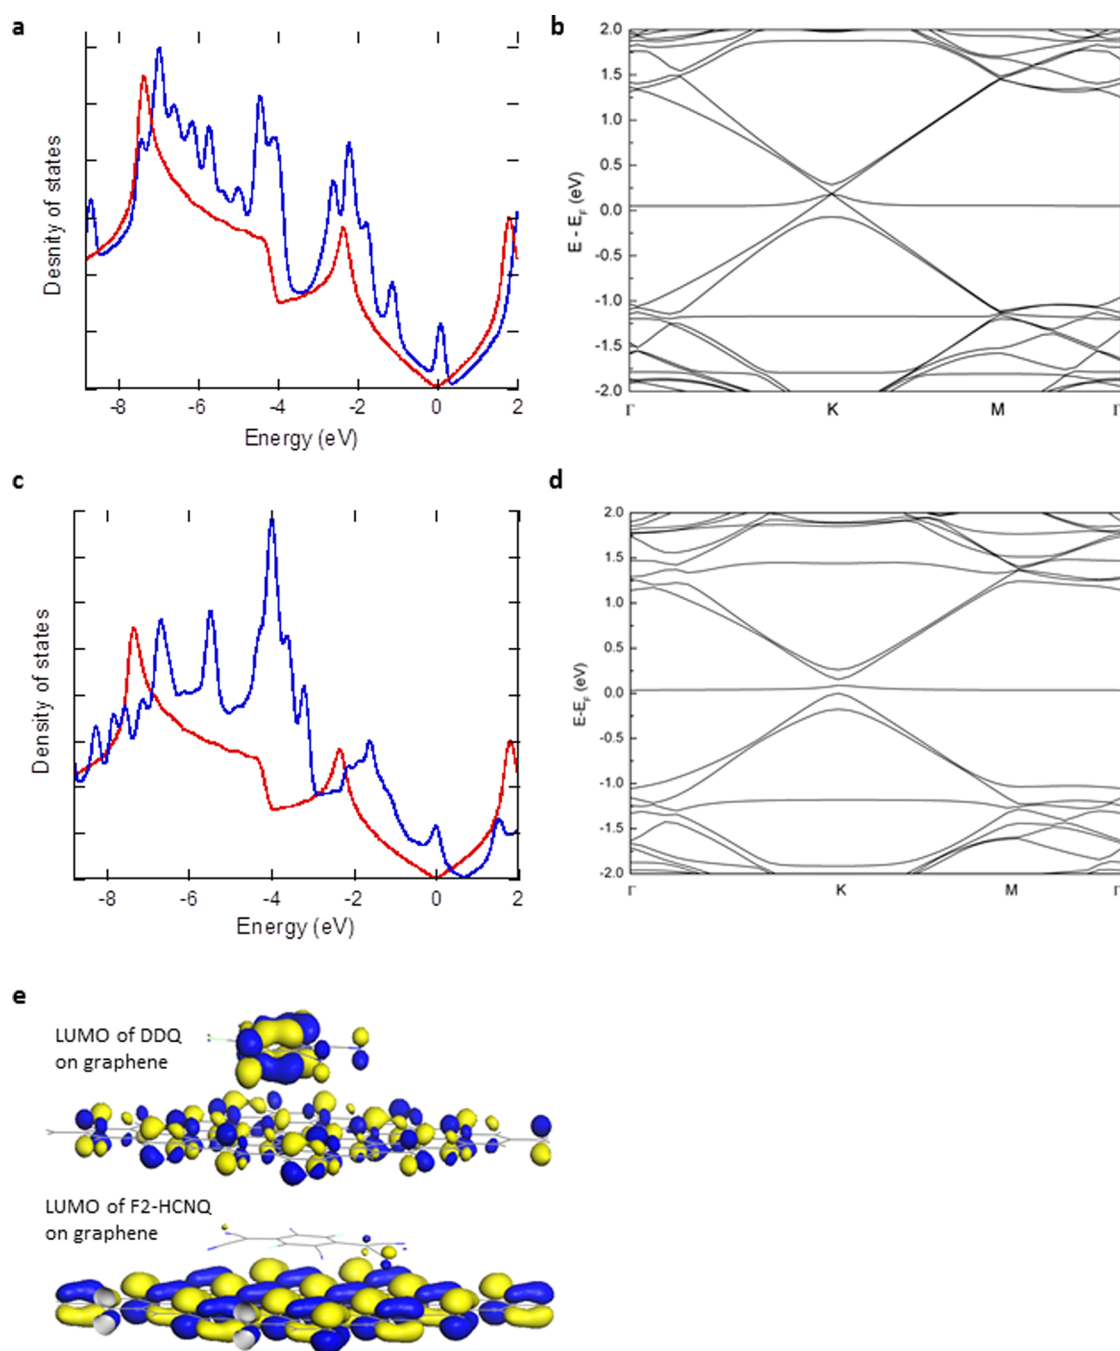 a
Desnity of states
-8 -6 -4 -2 0 2
Energy (eV)
b
2.0
1.5
1.0
0.5
0.0
-0.5
-1.0
-1.5
-2.0
E - E_F (eV)
Γ K M Γ
c
Density of states
-8 -6 -4 -2 0 2
Energy (eV)
d
2.0
1.5
1.0
0.5
0.0
-0.5
-1.0
-1.5
-2.0
E-E_F (eV)
Γ K M Γ
e
LUMO of DDQ
on graphene
LUMO of F2-HCNQ
on graphene